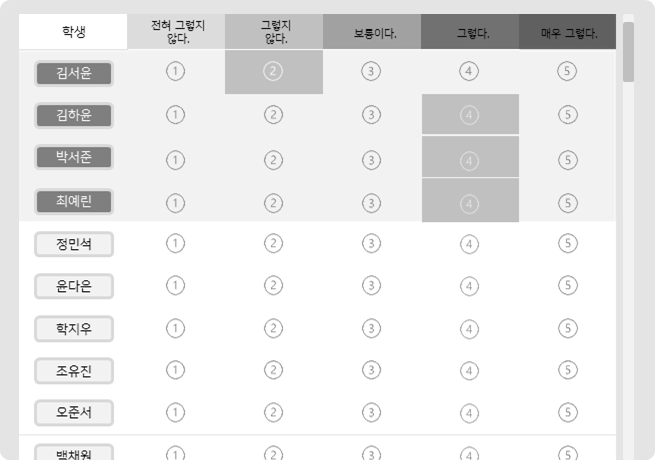 학생 전혀 그렇지 않다. 그렇지 않다. 보통이다. 그렇다. 매우 그렇다.
김서윤 ① ② ③ ④ ⑤
김하윤 ① ② ③ ④ ⑤
박서준 ① ② ③ ④ ⑤
최예린 ① ② ③ ④ ⑤
정민석 ① ② ③ ④ ⑤
윤다은 ① ② ③ ④ ⑤
학지우 ① ② ③ ④ ⑤
조유진 ① ② ③ ④ ⑤
오준서 ① ② ③ ④ ⑤
백채원 ① ② ③ ④ ⑤